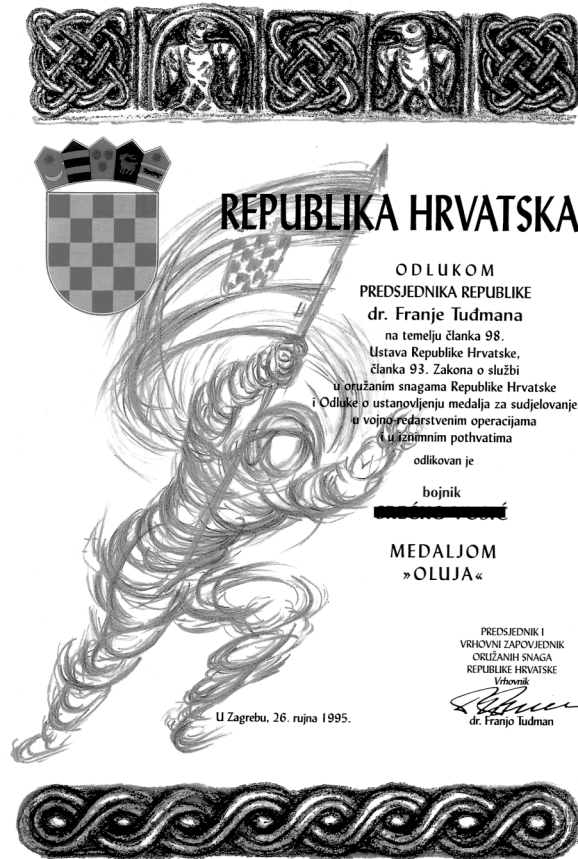 REPUBLIKA HRVATSKA
ODLUKOM
PREDSJEDNIKA REPUBLIKE
dr. Franje Tuđmana
na temelju članka 98.
Ustava Republike Hrvatske,
članka 93. Zakona o službi
u oružanim snagama Republike Hrvatske
i Odluke o ustanovljenju medalja za sudjelovanje
u vojno-redarstvenim operacijama
i u iznimnim pothvatima
odlikovan je
bojnik
MEDALJOM
»OLUJA«
PREDSJEDNIK I
VRHOVNI ZAPOVJEDNIK
ORUŽANIH SNAGA
REPUBLIKE HRVATSKE
Vrhovnik
dr. Franjo Tuđman
U Zagrebu, 26. rujna 1995.